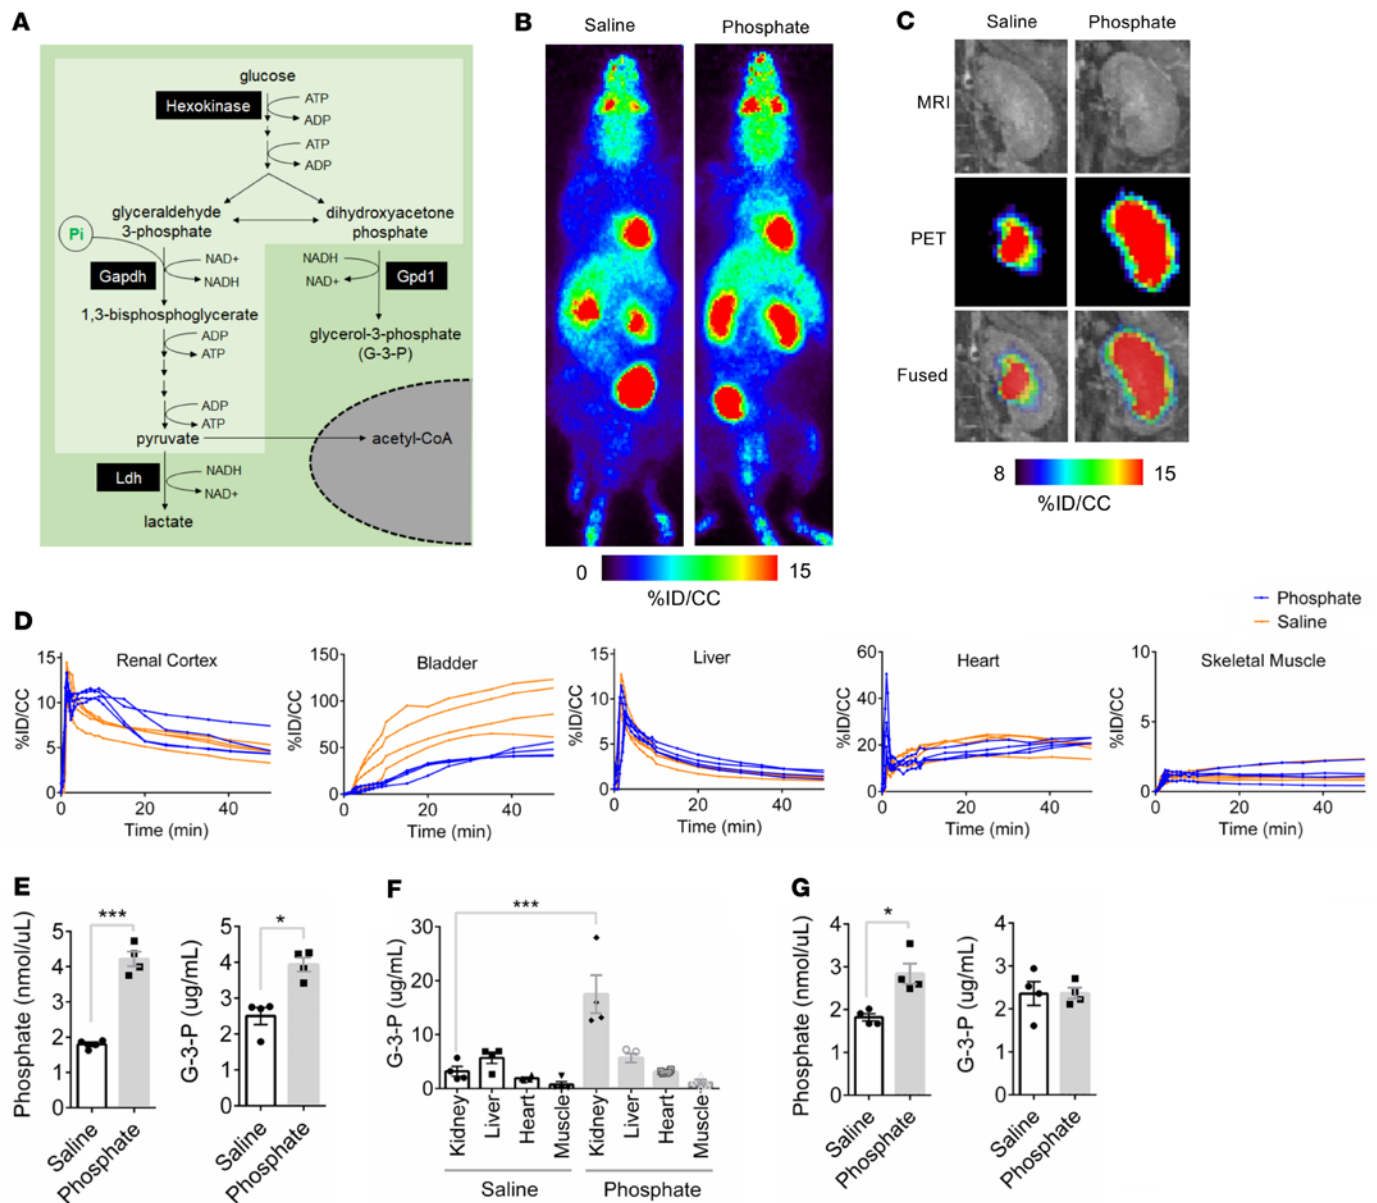 A
glucose
Hexokinase
ATP
ADP
ATP
ADP
glyceraldehyde
3-phosphate
dihydroxyacetone
phosphate
Pi
Gapdh
NAD+
NADH
NADH
NAD+
Gpd1
1,3-bisphosphoglycerate
glycerol-3-phosphate
(G-3-P)
ADP
ATP
ADP
ATP
pyruvate
acetyl-CoA
Ldh
NADH
NAD+
lactate
B
Saline
Phosphate
0
15
%ID/CC
C
Saline
Phosphate
MRI
PET
Fused
8
15
%ID/CC
D
Phosphate
Saline
Renal Cortex
%ID/CC
15
10
5
0
0
20
40
Time (min)
Bladder
%ID/CC
150
100
50
0
0
20
40
Time (min)
Liver
%ID/CC
15
10
5
0
0
20
40
Time (min)
Heart
%ID/CC
60
40
20
0
0
20
40
Time (min)
Skeletal Muscle
%ID/CC
10
5
0
0
20
40
Time (min)
E
Phosphate (nmol/uL)
5
4
3
2
1
0
***
Saline
Phosphate
G-3-P (ug/mL)
5
4
3
2
1
0
*
Saline
Phosphate
F
G-3-P (ug/mL)
30
20
10
0
***
Kidney
Liver
Heart
Muscle
Kidney
Liver
Heart
Muscle
Saline
Phosphate
G
Phosphate (nmol/uL)
4
3
2
1
0
*
Saline
Phosphate
G-3-P (ug/mL)
4
3
2
1
0
Saline
Phosphate